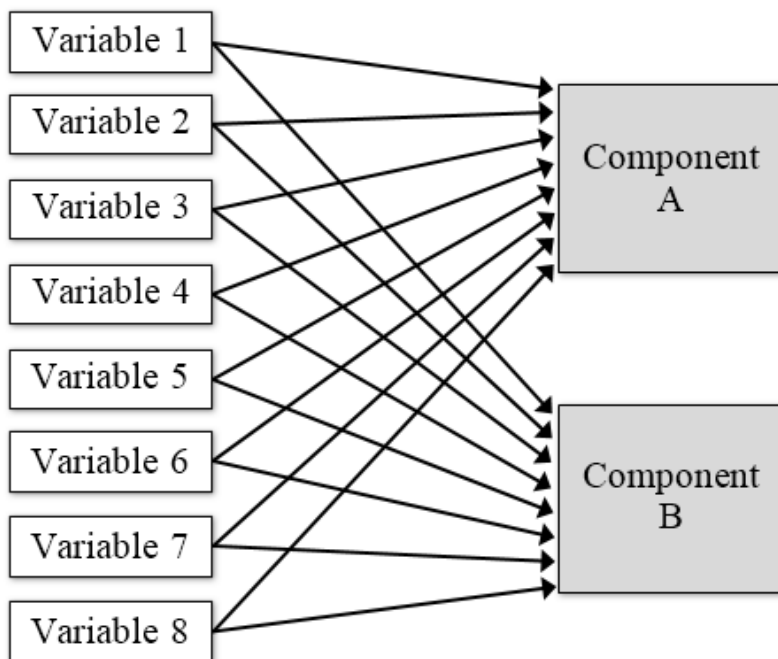 Variable 1
Variable 2
Variable 3
Variable 4
Variable 5
Variable 6
Variable 7
Variable 8
Component
A
Component
B